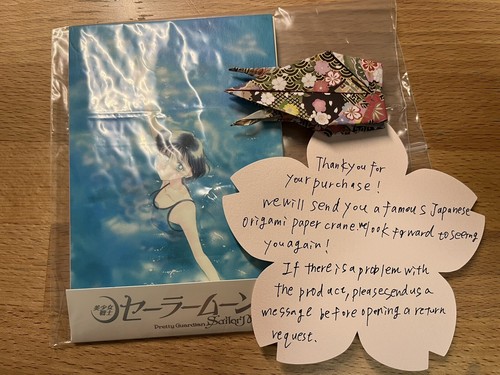 美少女
戦士
セーラームーン
Pretty Guardian Sailor
Thank you for
your purchase!
we will send you a famous Japanese
origami paper crane. we look forward to seeing
you again!
If there is a problem with
the product, please send us a
message before opening a return
request.